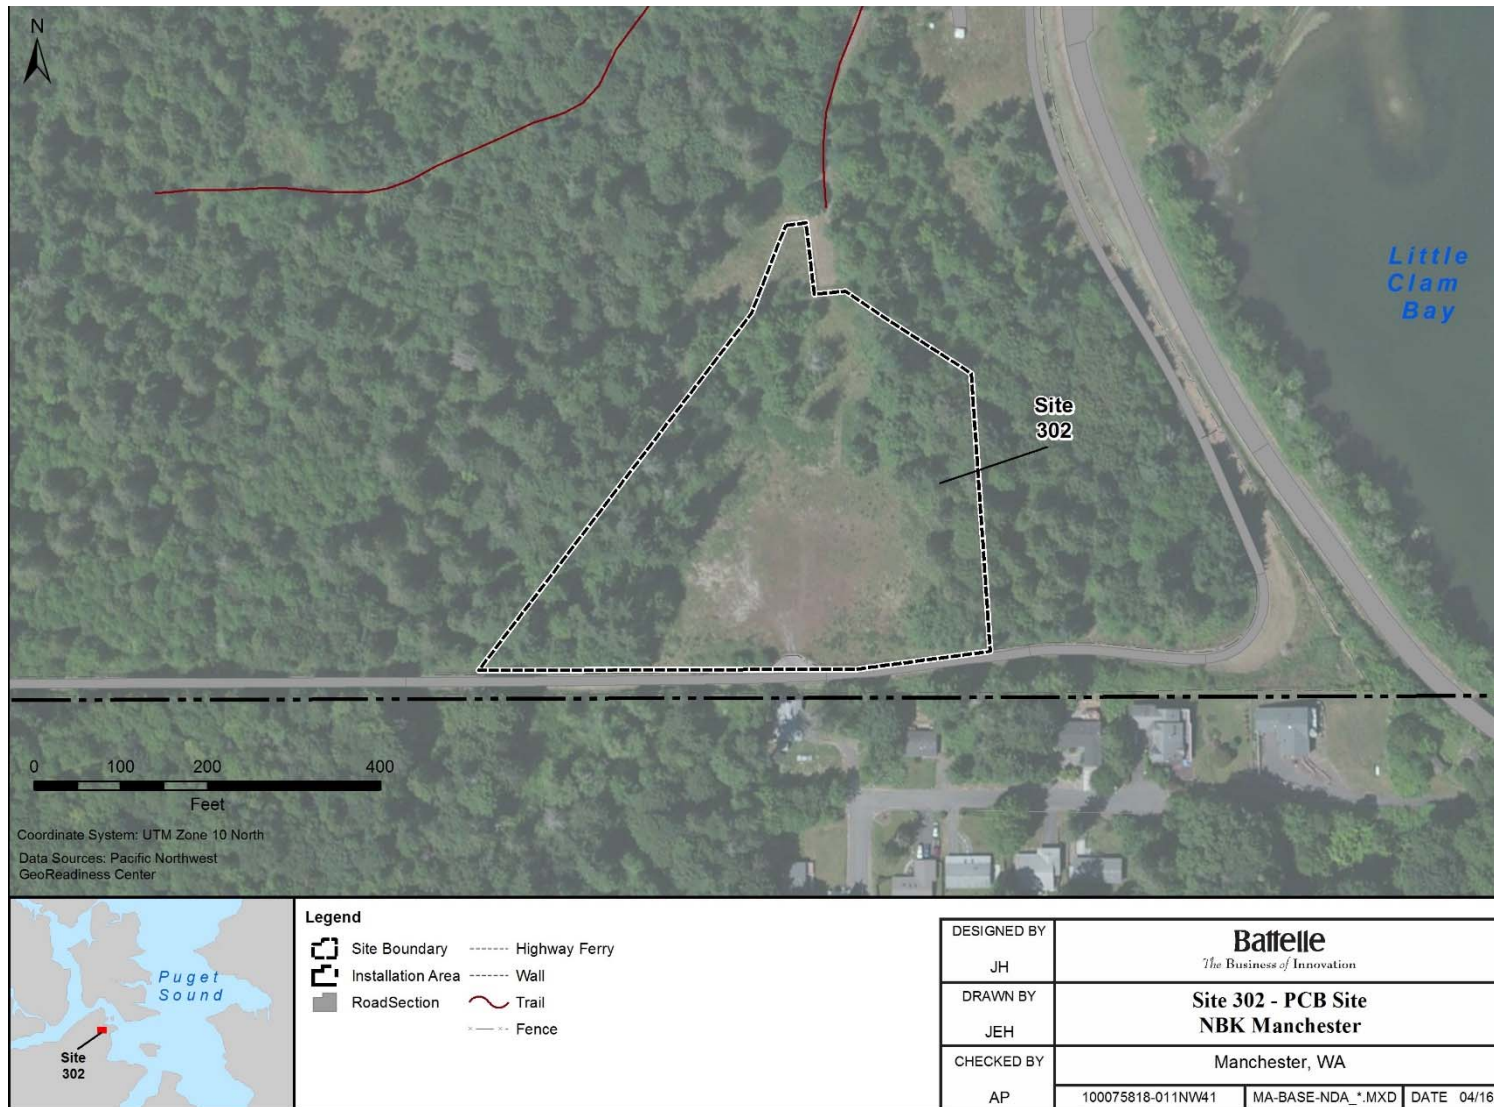 N
Little
Clam
Bay
Site
302
0 100 200 400
Feet
Coordinate System: UTM Zone 10 North
Data Sources: Pacific Northwest
GeoReadiness Center
Puget
Sound
Site
302
Legend
Site Boundary
Installation Area
RoadSection
Highway Ferry
Wall
Trail
Fence
DESIGNED BY
JH
Battelle
The Business of Innovation
DRAWN BY
JEH
Site 302 - PCB Site
NBK Manchester
CHECKED BY
AP
Manchester, WA
100075818-011NW41 MA-BASE-NDA_*.MXD DATE 04/16